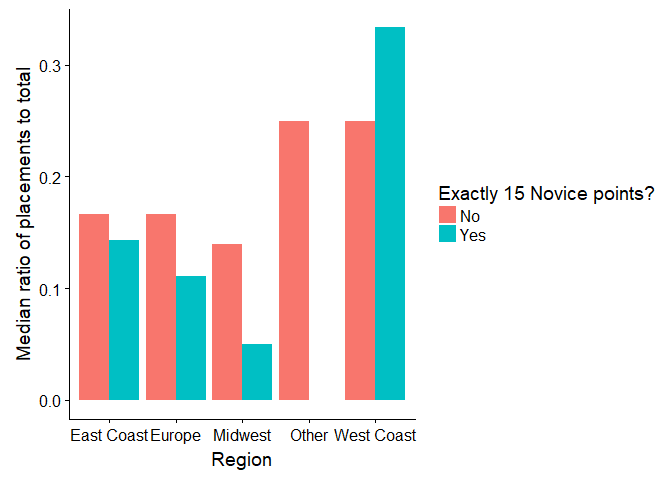 Median ratio of placements to total
0.3
0.2
0.1
0.0
East Coast Europe Midwest Other West Coast
Region
Exactly 15 Novice points?
No
Yes